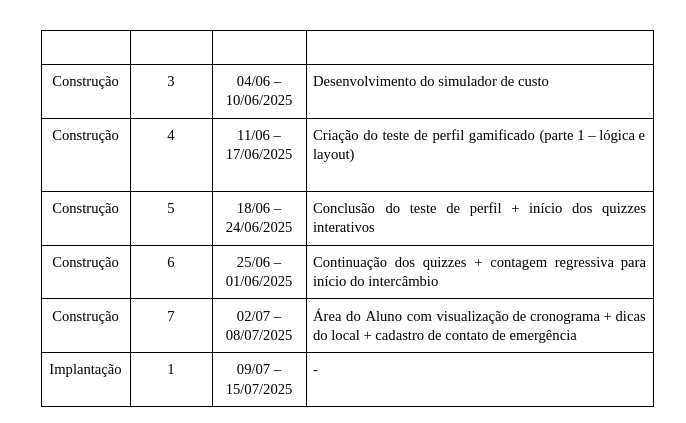 Construção 3 04/06 – Desenvolvimento do simulador de custo
10/06/2025
Construção 4 11/06 – Criação do teste de perfil gamificado (parte 1 – lógica e
17/06/2025 layout)
Construção 5 18/06 – Conclusão do teste de perfil + início dos quizzes
24/06/2025 interativos
Construção 6 25/06 – Continuação dos quizzes + contagem regressiva para
01/06/2025 início do intercâmbio
Construção 7 02/07 – Área do Aluno com visualização de cronograma + dicas
08/07/2025 do local + cadastro de contato de emergência
Implantação 1 09/07 – -
15/07/2025